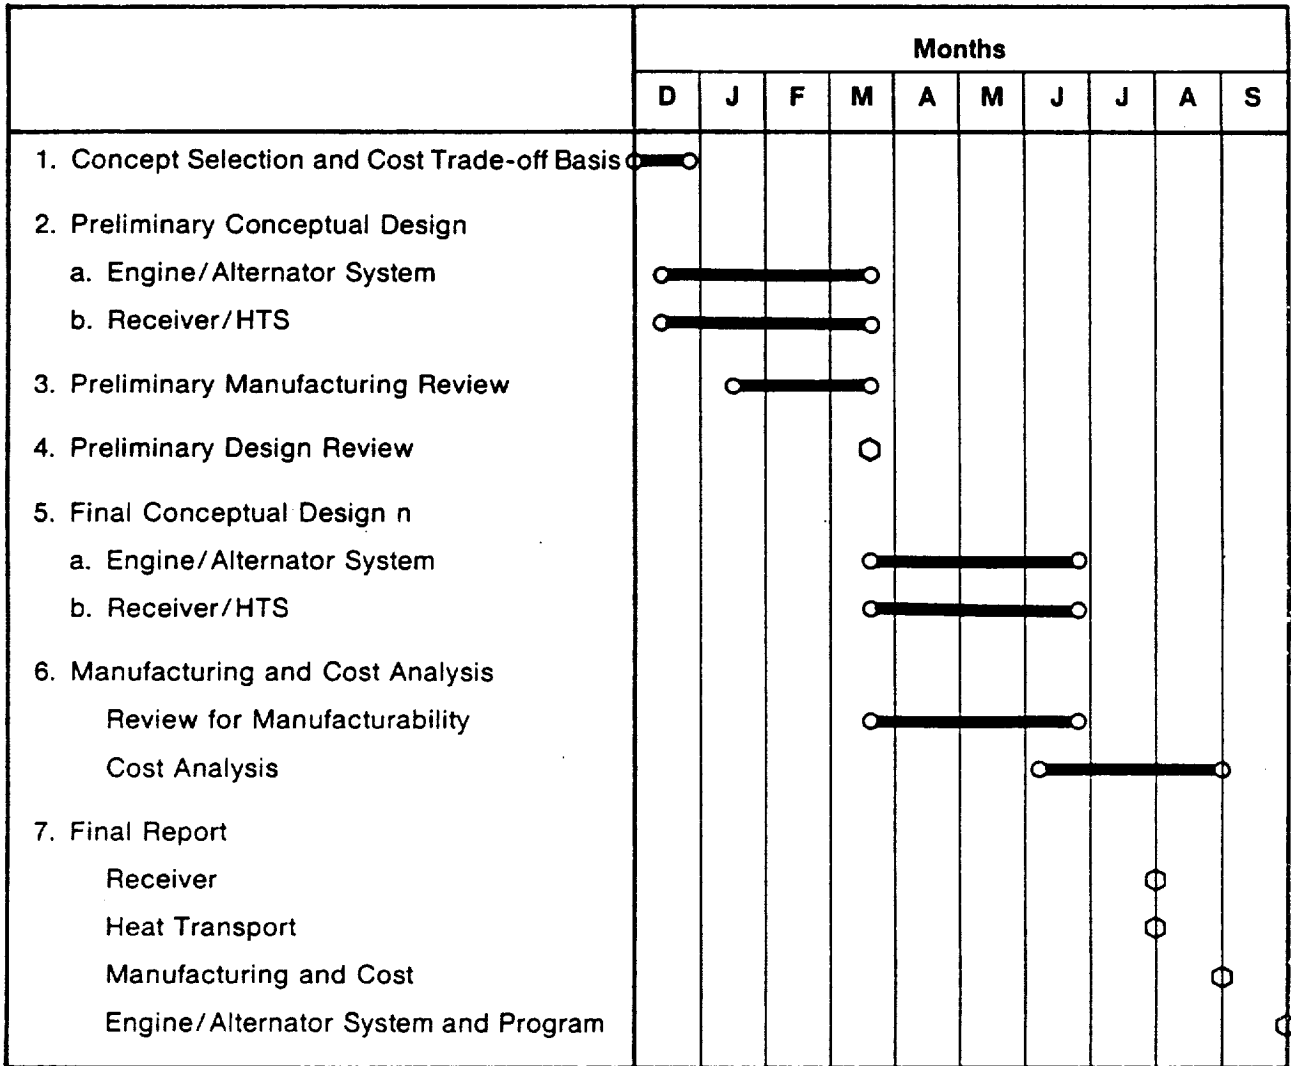 Months
D J F M A M J J A S
1. Concept Selection and Cost Trade-off Basis
2. Preliminary Conceptual Design
a. Engine/Alternator System
b. Receiver/HTS
3. Preliminary Manufacturing Review
4. Preliminary Design Review
5. Final Conceptual Design n
a. Engine/Alternator System
b. Receiver/HTS
6. Manufacturing and Cost Analysis
Review for Manufacturability
Cost Analysis
7. Final Report
Receiver
Heat Transport
Manufacturing and Cost
Engine/Alternator System and Program